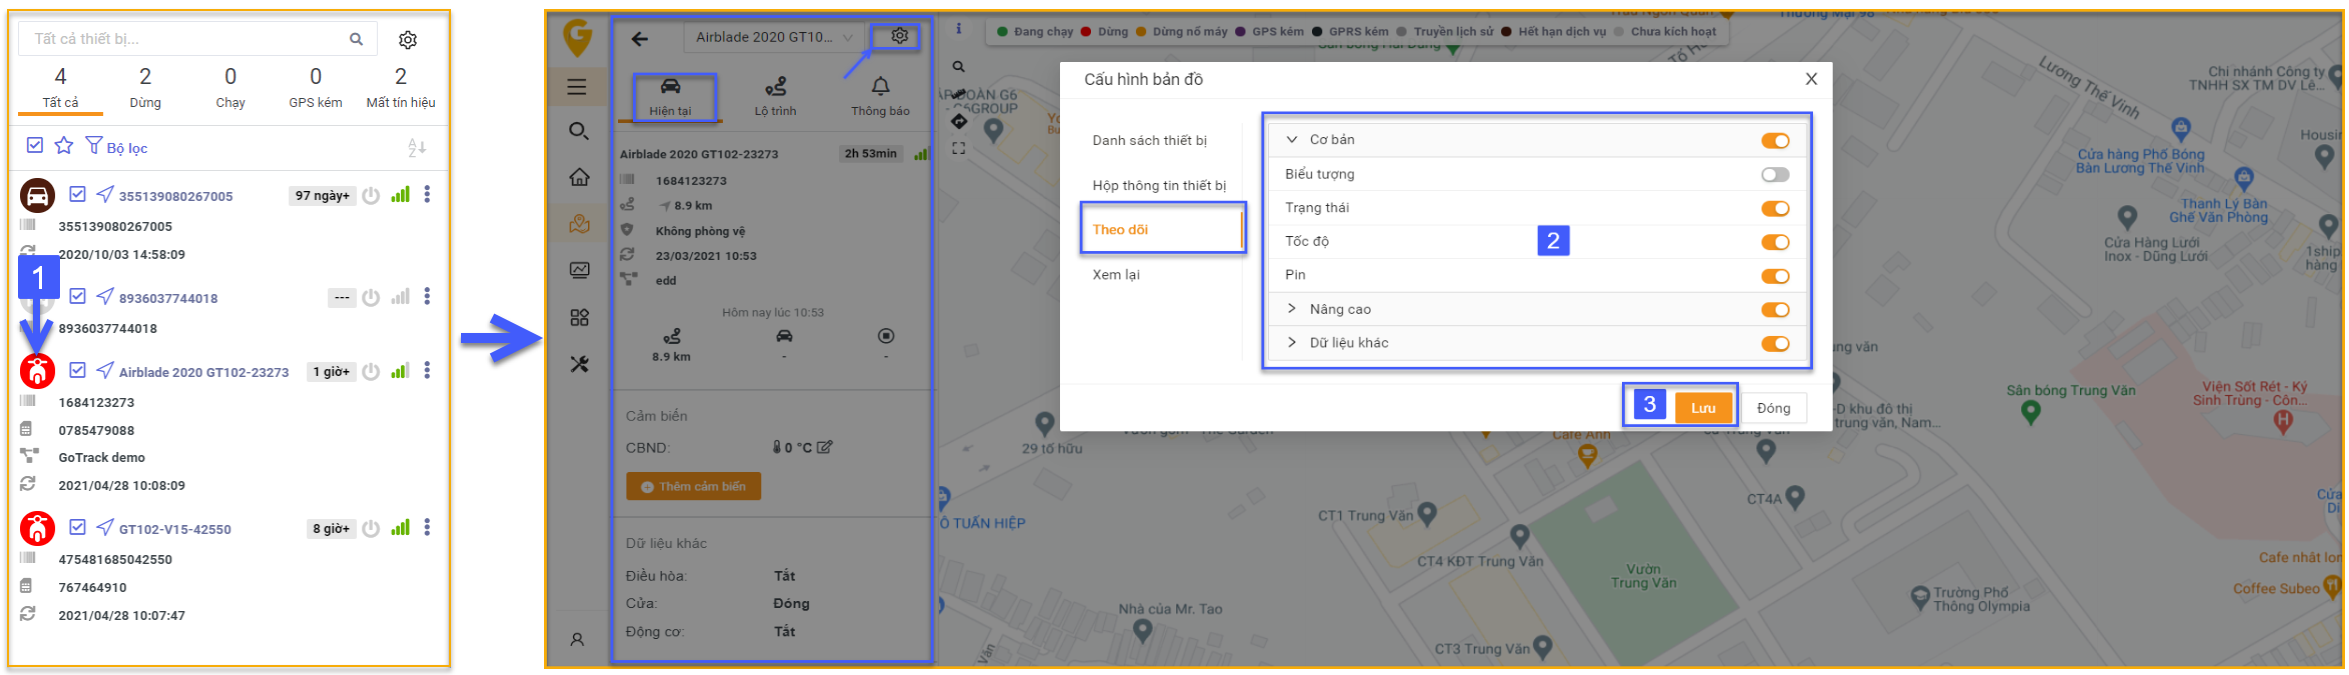 Tất cả thiết bị...
4
2
0
0
2
Tất cả
Dừng
Chạy
GPS kém
Mất tín hiệu
Bộ lọc
A
Z
355139080267005
97 ngày+
355139080267005
2020/10/03 14:58:09
1
8936037744018
---
8936037744018
Airblade 2020 GT102-23273
1 giờ+
1684123273
0785479088
GoTrack demo
2021/04/28 10:08:09
GT102-V15-42550
8 giờ+
475481685042550
767464910
2021/04/28 10:07:47
Airblade 2020 GT10...
Hiện tại
Lộ trình
Thông báo
Airblade 2020 GT102-23273
2h 53min
1684123273
8.9 km
Không phòng vệ
23/03/2021 10:53
edd
Hôm nay lúc 10:53
8.9 km
-
-
Cảm biến
CBND:
0 °C
Thêm cảm biến
Dữ liệu khác
Điều hòa:
Tắt
Cửa:
Đóng
Động cơ:
Tắt
i
Đang chạy
Dừng
Dừng nổ máy
GPS kém
GPRS kém
Truyền lịch sử
Hết hạn dịch vụ
Chưa kích hoạt
Cấu hình bản đồ
X
Danh sách thiết bị
Hộp thông tin thiết bị
Theo dõi
Xem lại
Cơ bản
Biểu tượng
Trạng thái
Tốc độ
2
Pin
Nâng cao
Dữ liệu khác
3
Lưu
Đóng
Lương Thế Vinh
Chi nhánh Công ty
TNHH SX TM DV Lê...
Cửa hàng Phố Bóng
Bàn Lương Thế Vinh
Thanh Lý Bàn
Ghế Văn Phòng
Cửa Hàng Lưới
Inox - Dũng Lưới
1ship
hàng
Sân bóng Trung Văn
Viện Sốt Rét - Ký
Sinh Trùng - Côn...
29 tố hữu
Cafe Anh
CT4A
CT1 Trung Văn
CT4 KĐT Trung Văn
Vườn
Trung Văn
Nhà của Mr. Tao
CT3 Trung Văn
Trường Phổ
Thông Olympia
Cafe nhất lon
Coffee Subeo
Ô TUẤN HIỆP
Văn